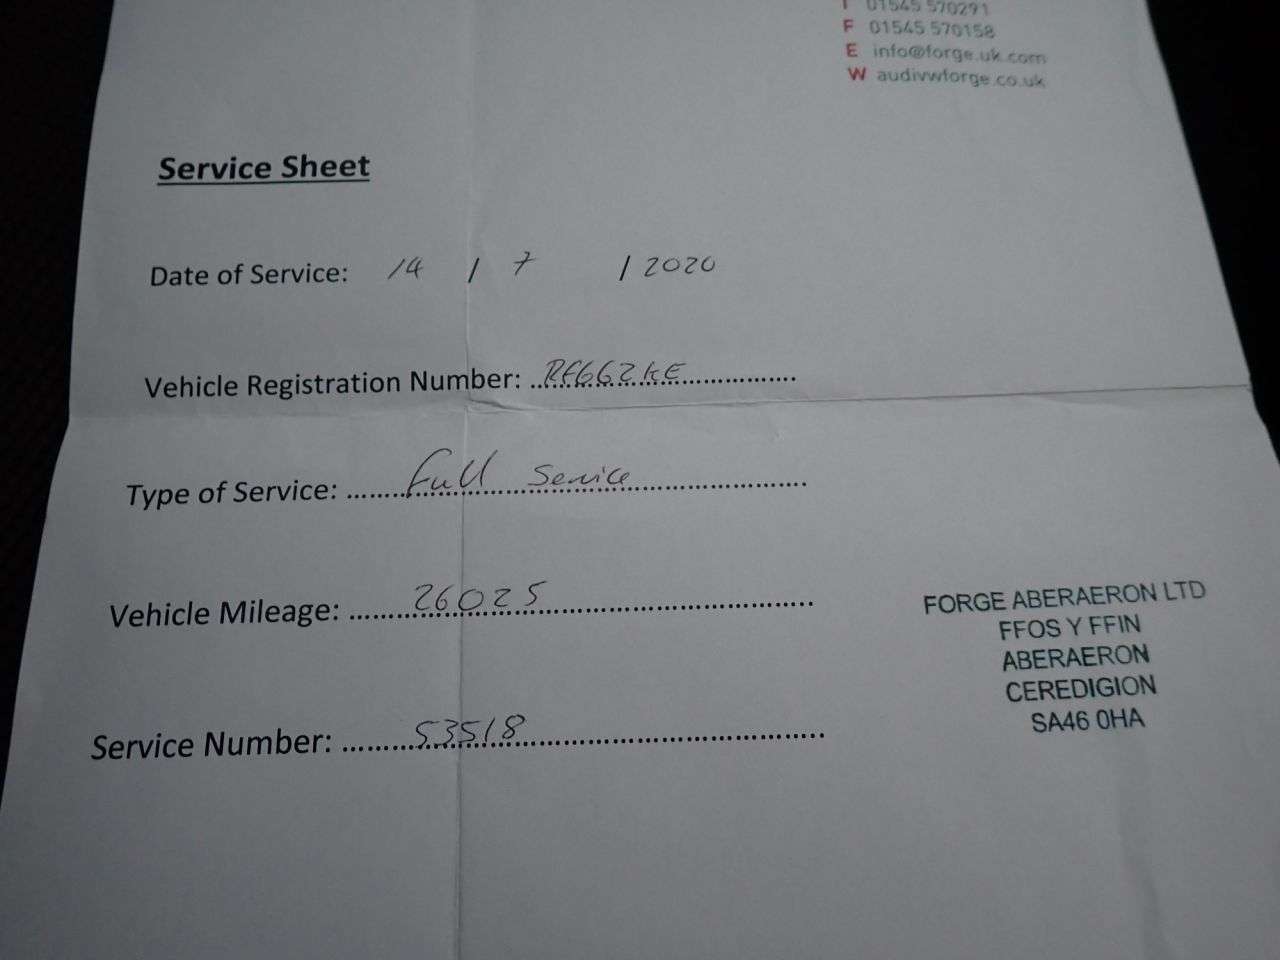 T 01545 570291
F 01545 570158
E info@forge.uk.com
W audivwforge.co.uk
Service Sheet
Date of Service: 14 / 7 / 2020
Vehicle Registration Number: ..RF66ZKE................
Type of Service: ........Full Service........................
Vehicle Mileage: ........26025................................
Service Number: .........53518....................................
FORGE ABERAERON LTD
FFOS Y FFIN
ABERAERON
CEREDIGION
SA46 0HA